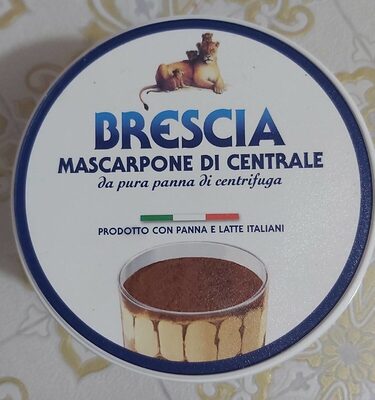 BRESCIA
MASCARPONE DI CENTRALE
da pura panna di centrifuga
PRODOTTO CON PANNA E LATTE ITALIANI